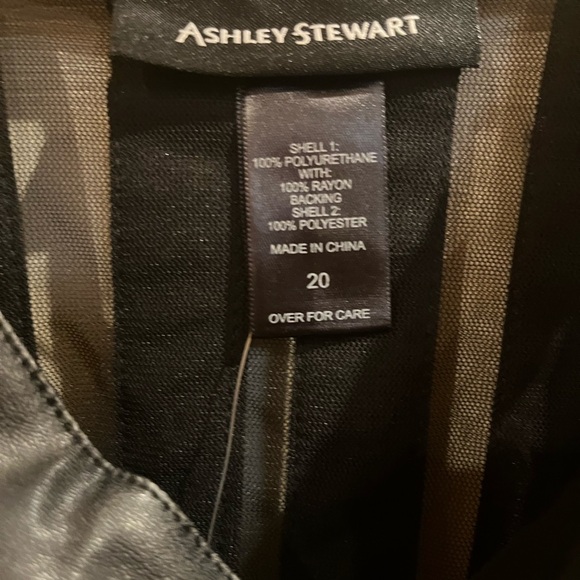 ASHLEY STEWART
SHELL 1:
100% POLYURETHANE
WITH:
100% RAYON
BACKING
SHELL 2:
100% POLYESTER
MADE IN CHINA
20
OVER FOR CARE